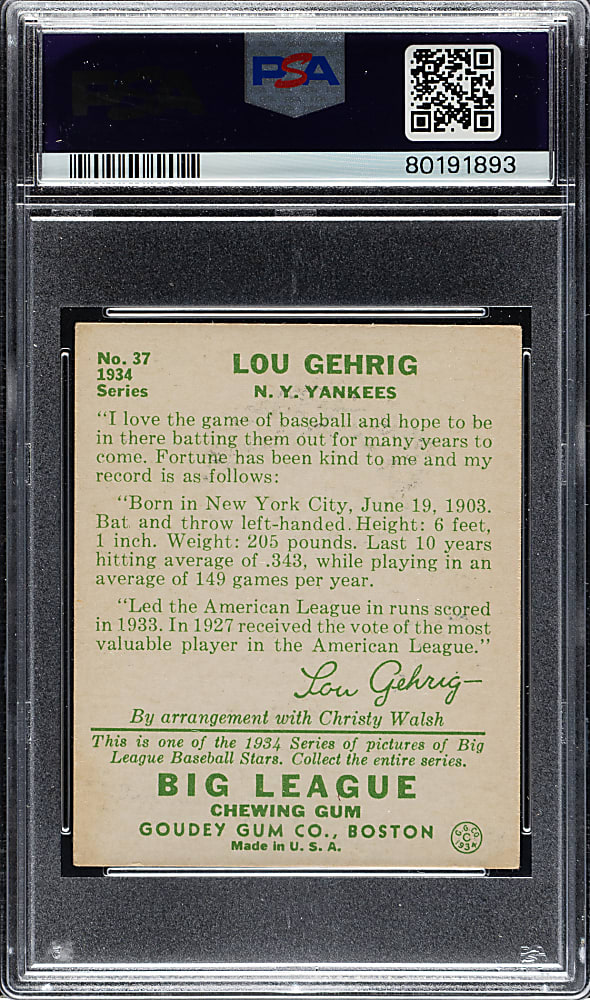 PSA
80191893
No. 37
1934
Series
LOU GEHRIG
N. Y. YANKEES
"I love the game of baseball and hope to be
in there batting them out for many years to
come. Fortune has been kind to me and my
record is as follows:
"Born in New York City, June 19, 1903.
Bat and throw left-handed. Height: 6 feet,
1 inch. Weight: 205 pounds. Last 10 years
hitting average of .343, while playing in an
average of 149 games per year.
"Led the American League in runs scored
in 1933. In 1927 received the vote of the most
valuable player in the American League."
Lou Gehrig
By arrangement with Christy Walsh
This is one of the 1934 Series of pictures of Big
League Baseball Stars. Collect the entire series.
BIG LEAGUE
CHEWING GUM
GOUDEY GUM CO., BOSTON
Made in U. S. A.
G. G. CO.
C
1934
PSA